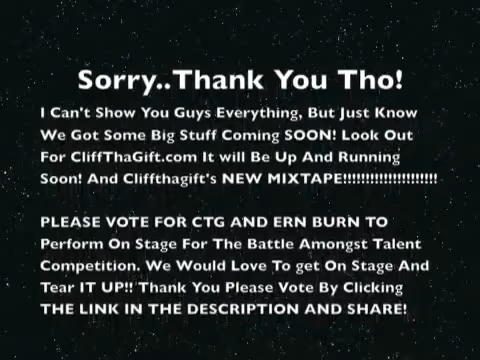 Sorry..Thank You Tho!
I Can't Show You Guys Everything, But Just Know
We Got Some Big Stuff Coming SOON! Look Out
For CliffThaGift.com It will Be Up And Running
Soon! And Cliffthagift's NEW MIXTAPE!!!!!!!!!!!!!!!!!!!!!!
PLEASE VOTE FOR CTG AND ERN BURN TO
Perform On Stage For The Battle Amongst Talent
Competition. We Would Love To get On Stage And
Tear IT UP!! Thank You Please Vote By Clicking
THE LINK IN THE DESCRIPTION AND SHARE!